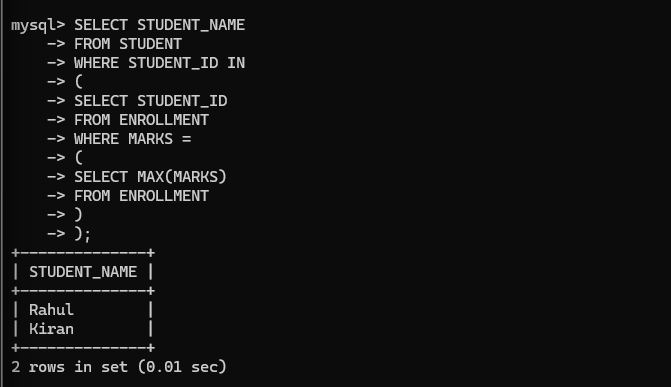 mysql> SELECT STUDENT_NAME
    -> FROM STUDENT
    -> WHERE STUDENT_ID IN
    -> (
    -> SELECT STUDENT_ID
    -> FROM ENROLLMENT
    -> WHERE MARKS =
    -> (
    -> SELECT MAX(MARKS)
    -> FROM ENROLLMENT
    -> )
    -> );
+--------------+
| STUDENT_NAME |
+--------------+
| Rahul        |
| Kiran        |
+--------------+
2 rows in set (0.01 sec)